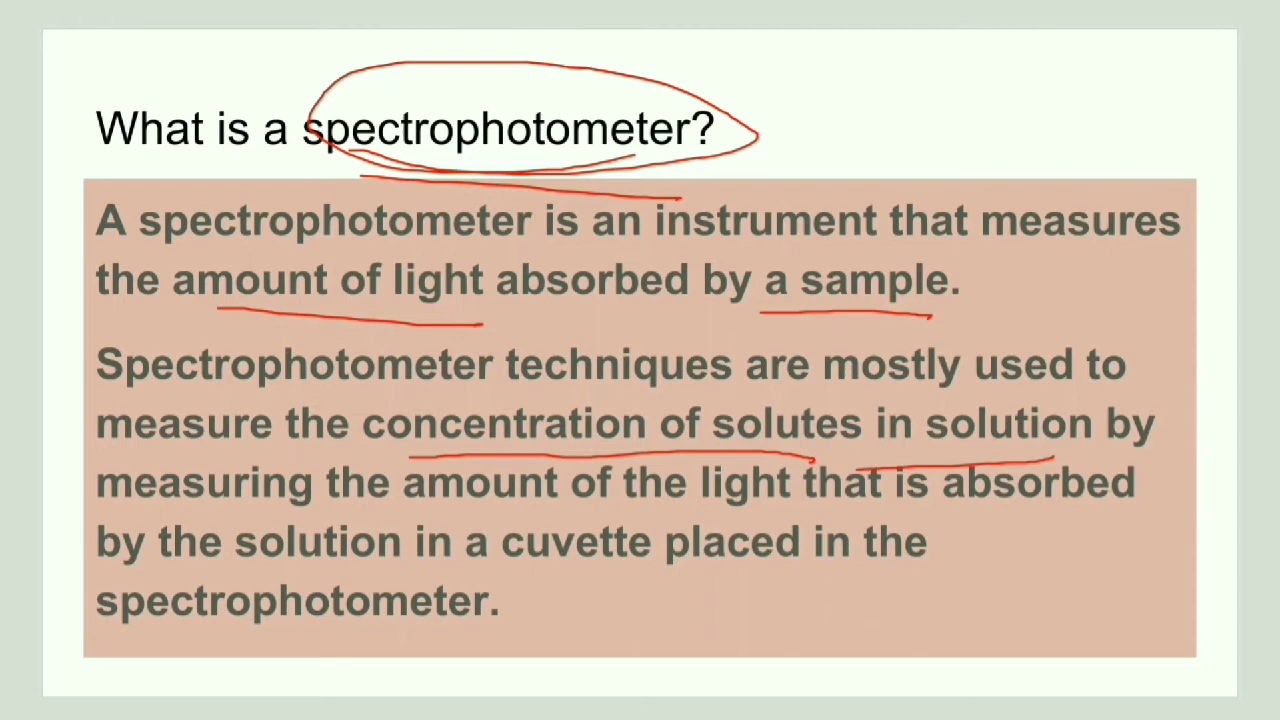 What is a spectrophotometer?
A spectrophotometer is an instrument that measures
the amount of light absorbed by a sample.
Spectrophotometer techniques are mostly used to
measure the concentration of solutes in solution by
measuring the amount of the light that is absorbed
by the solution in a cuvette placed in the
spectrophotometer.